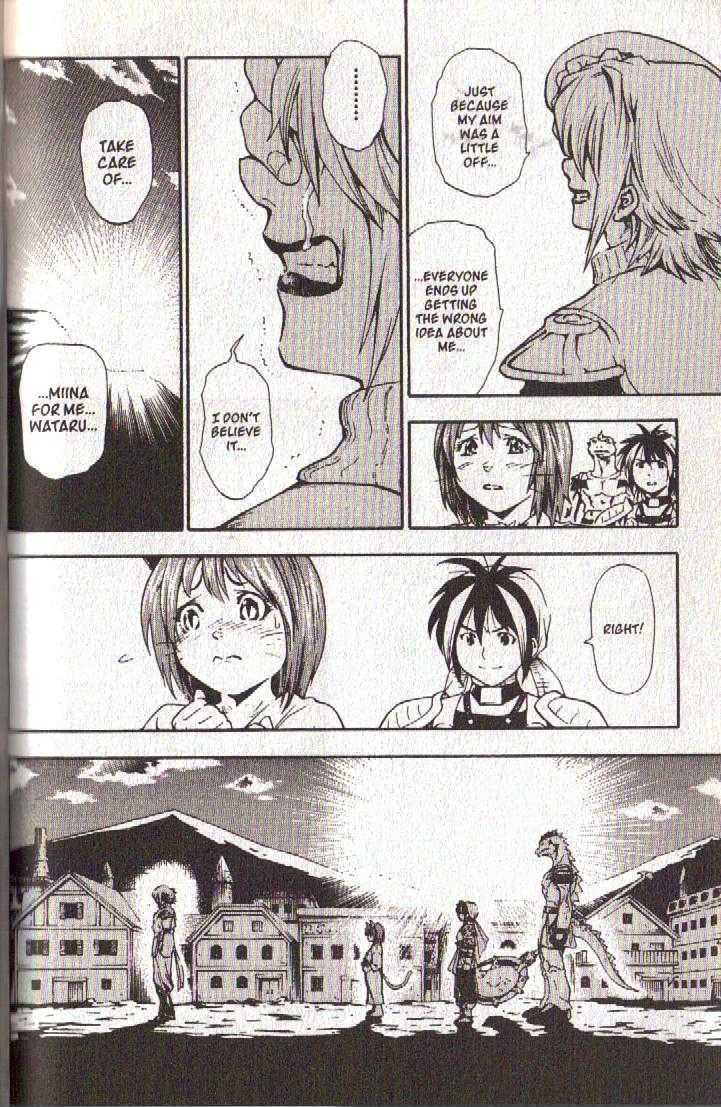 JUST
BECAUSE
MY AIM
WAS A
LITTLE
OFF...
...EVERYONE
ENDS UP
GETTING
THE WRONG
IDEA ABOUT
ME...
.........
I DON'T
BELIEVE
IT...
TAKE
CARE
OF...
...MIINA
FOR ME...
WATARU...
RIGHT!